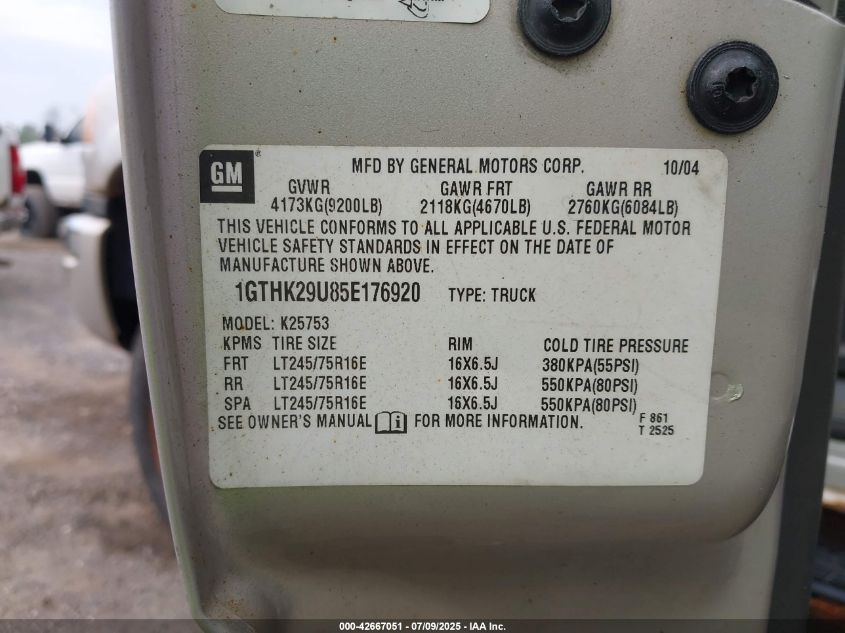 GM
MFD BY GENERAL MOTORS CORP. 10/04
GVWR GAWR FRT GAWR RR
4173KG(9200LB) 2118KG(4670LB) 2760KG(6084LB)
THIS VEHICLE CONFORMS TO ALL APPLICABLE U.S. FEDERAL MOTOR
VEHICLE SAFETY STANDARDS IN EFFECT ON THE DATE OF
MANUFACTURE SHOWN ABOVE.
1GTHK29U85E176920 TYPE: TRUCK
MODEL: K25753
KPMS TIRE SIZE RIM COLD TIRE PRESSURE
FRT LT245/75R16E 16X6.5J 380KPA(55PSI)
RR LT245/75R16E 16X6.5J 550KPA(80PSI)
SPA LT245/75R16E 16X6.5J 550KPA(80PSI)
SEE OWNER'S MANUAL i FOR MORE INFORMATION.
F 861
T 2525
000-42667051 / 07/09/2025 - IAA Inc.